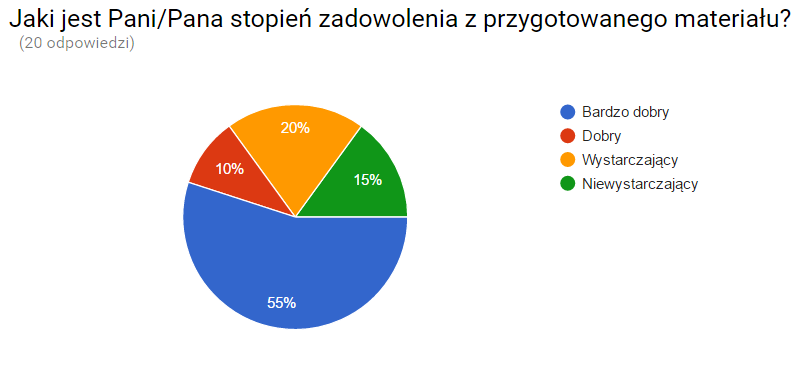 Jaki jest Pani/Pana stopień zadowolenia z przygotowanego materiału?
(20 odpowiedzi)
20%
10%
15%
55%
Bardzo dobry
Dobry
Wystarczający
Niewystarczający